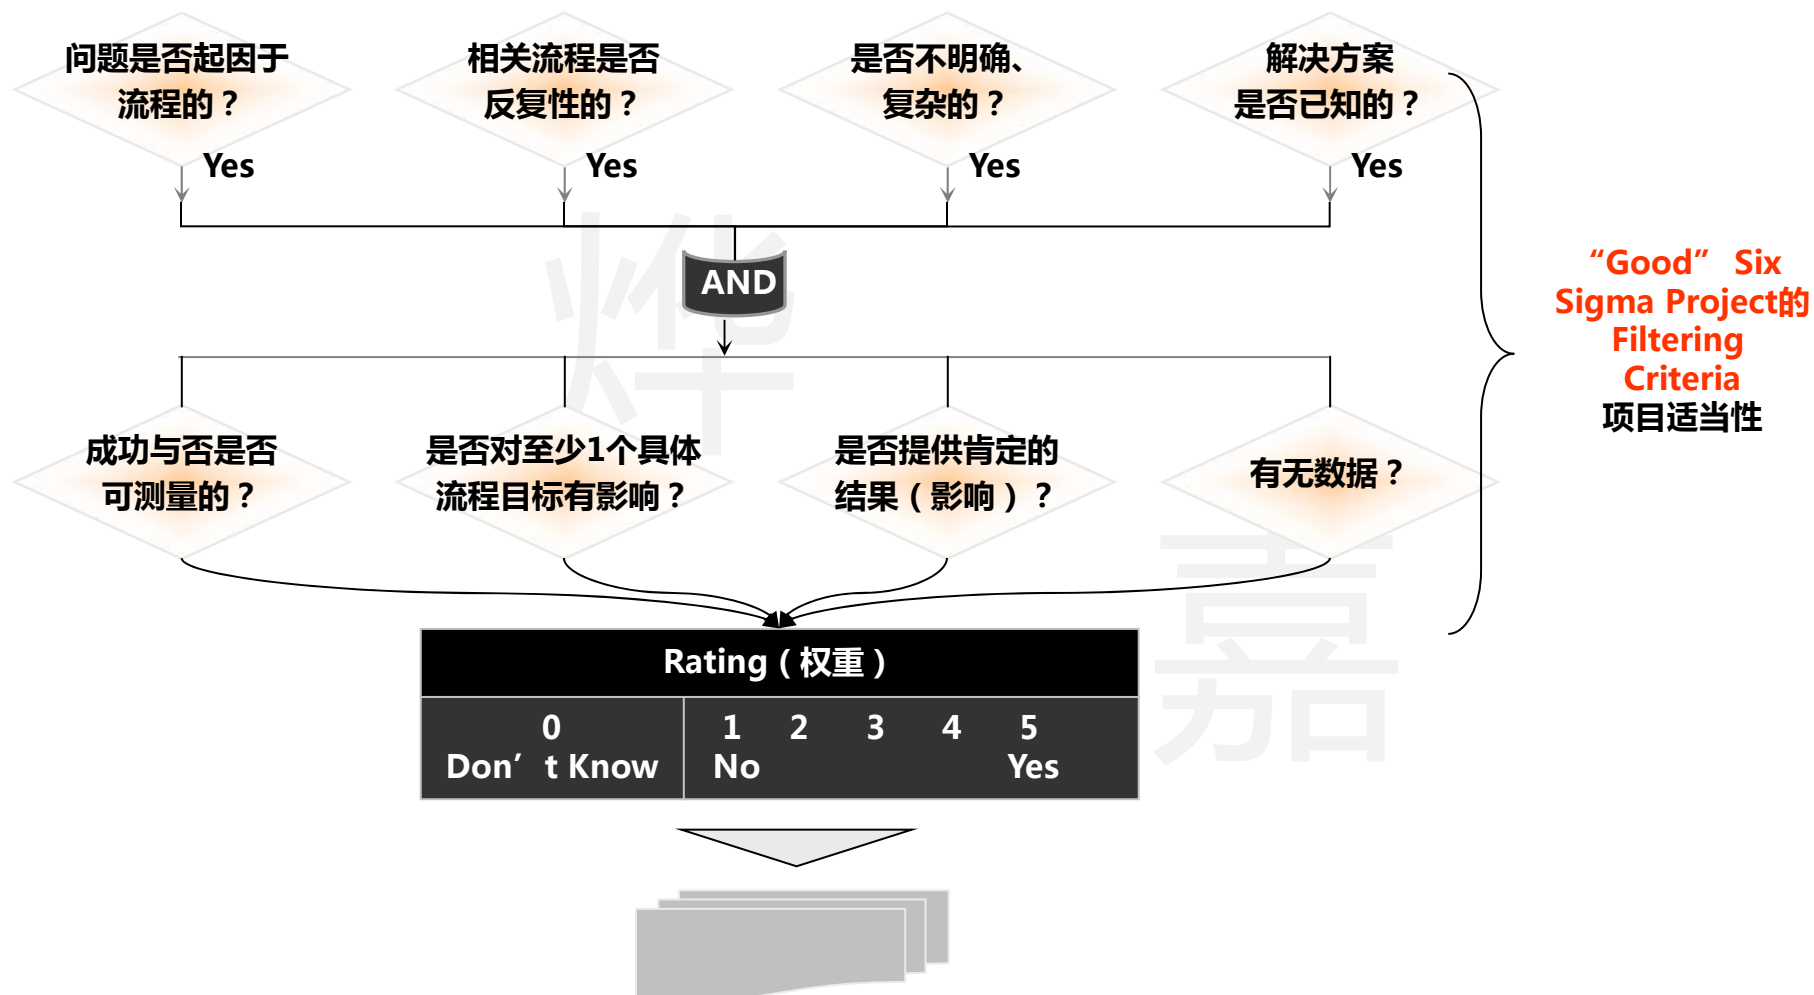 问题是否起因于
流程的？
相关流程是否
反复性的？
是否不明确、
复杂的？
解决方案
是否已知的？
Yes
Yes
Yes
Yes
AND
“Good” Six
Sigma Project的
Filtering
Criteria
项目适当性
成功与否是否
可测量的？
是否对至少1个具体
流程目标有影响？
是否提供肯定的
结果（影响）？
有无数据？
Rating（权重）
0
Don’t Know
1 2 3 4 5
No Yes
烨
嘉